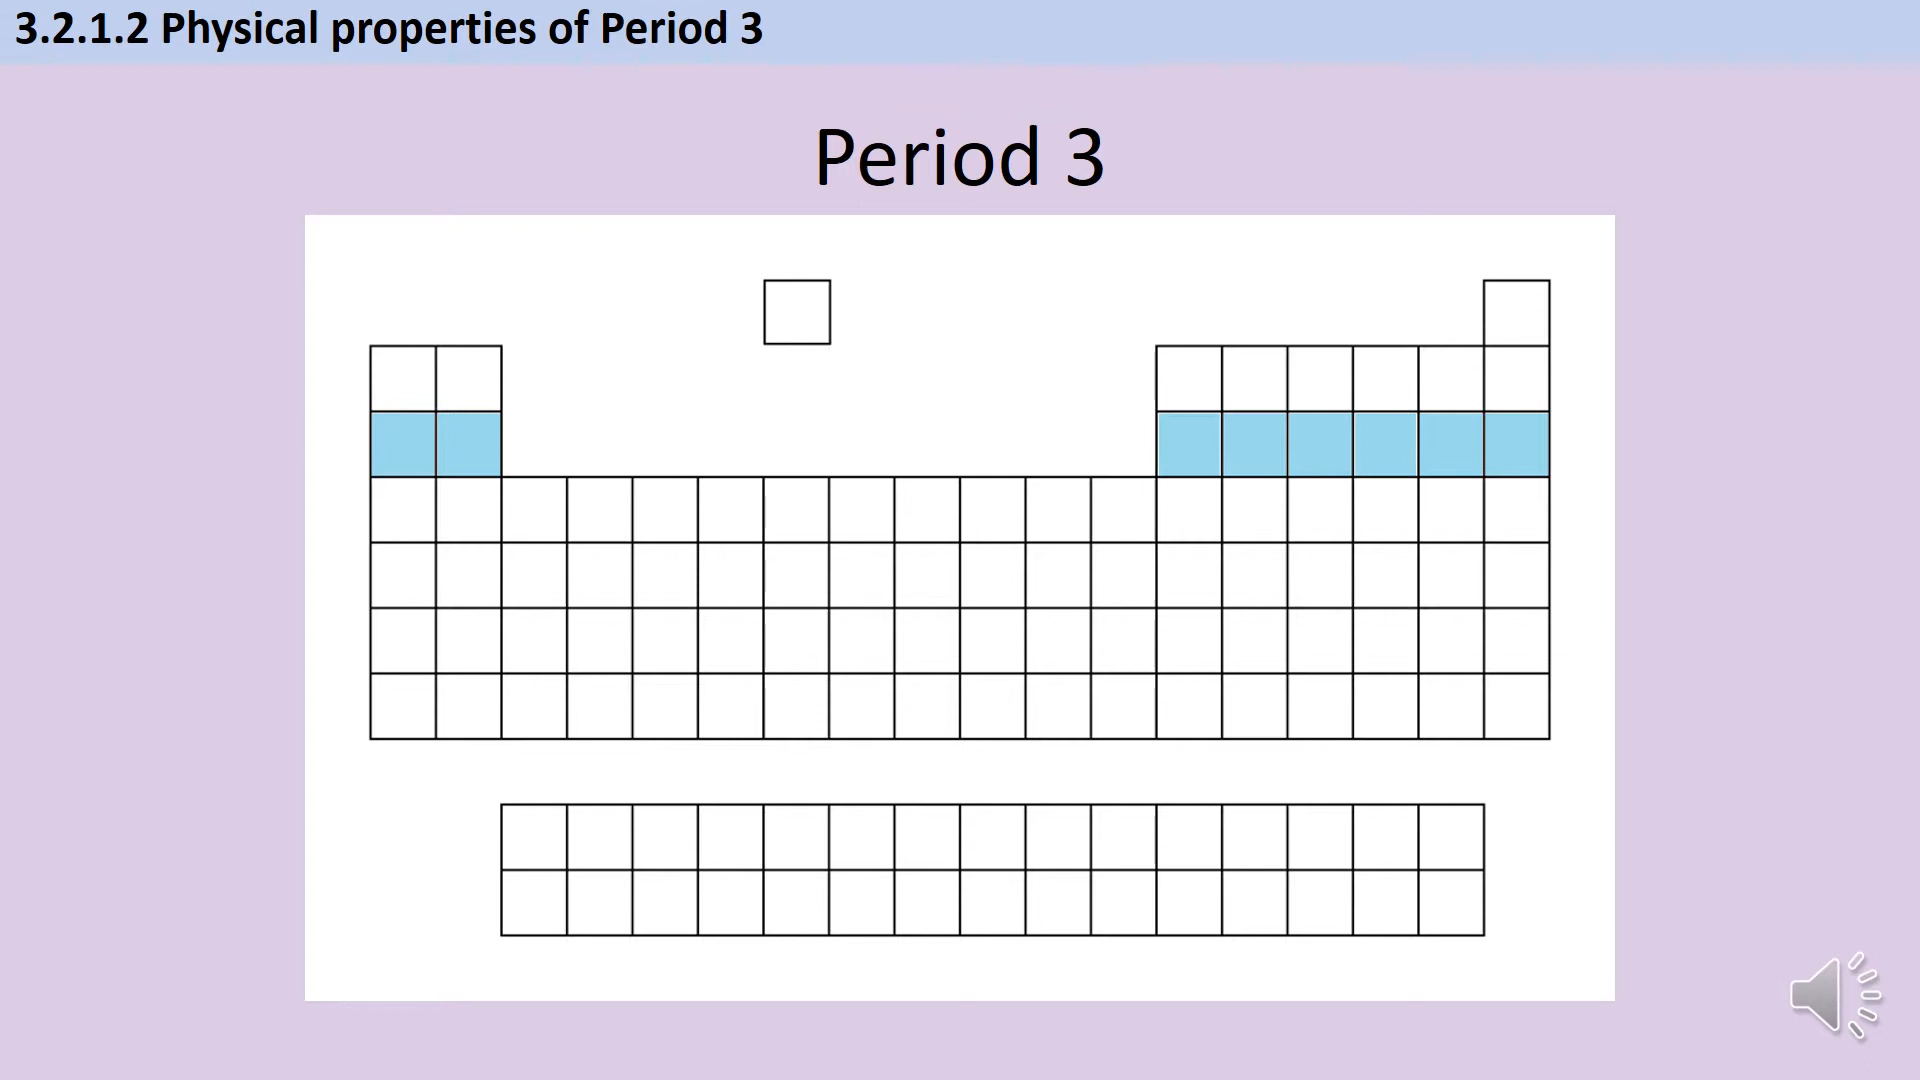 3.2.1.2 Physical properties of Period 3
Period 3